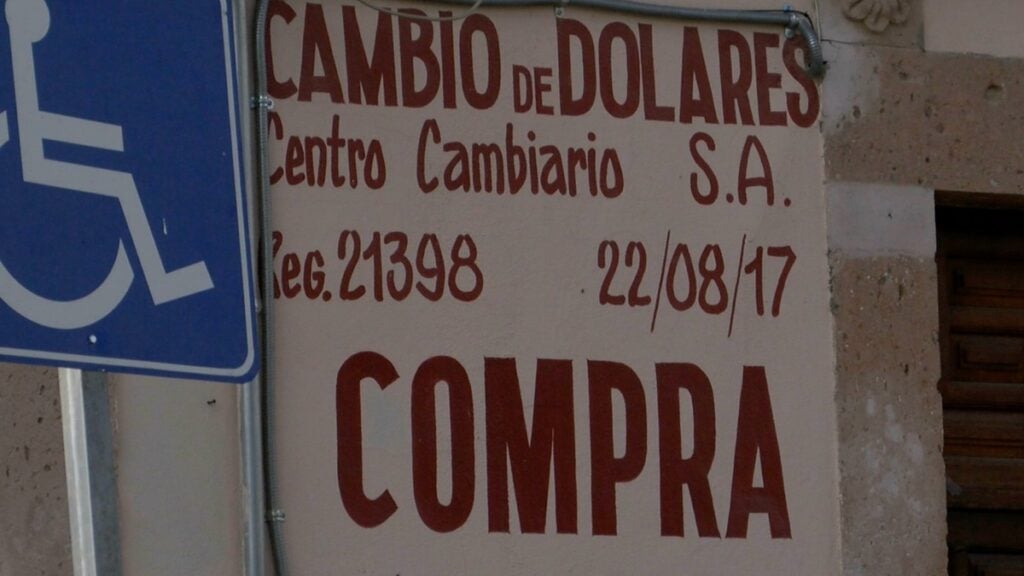 CAMBIO DE DOLARES
Centro Cambiario S.A.
Reg. 21398 22/08/17
COMPRA